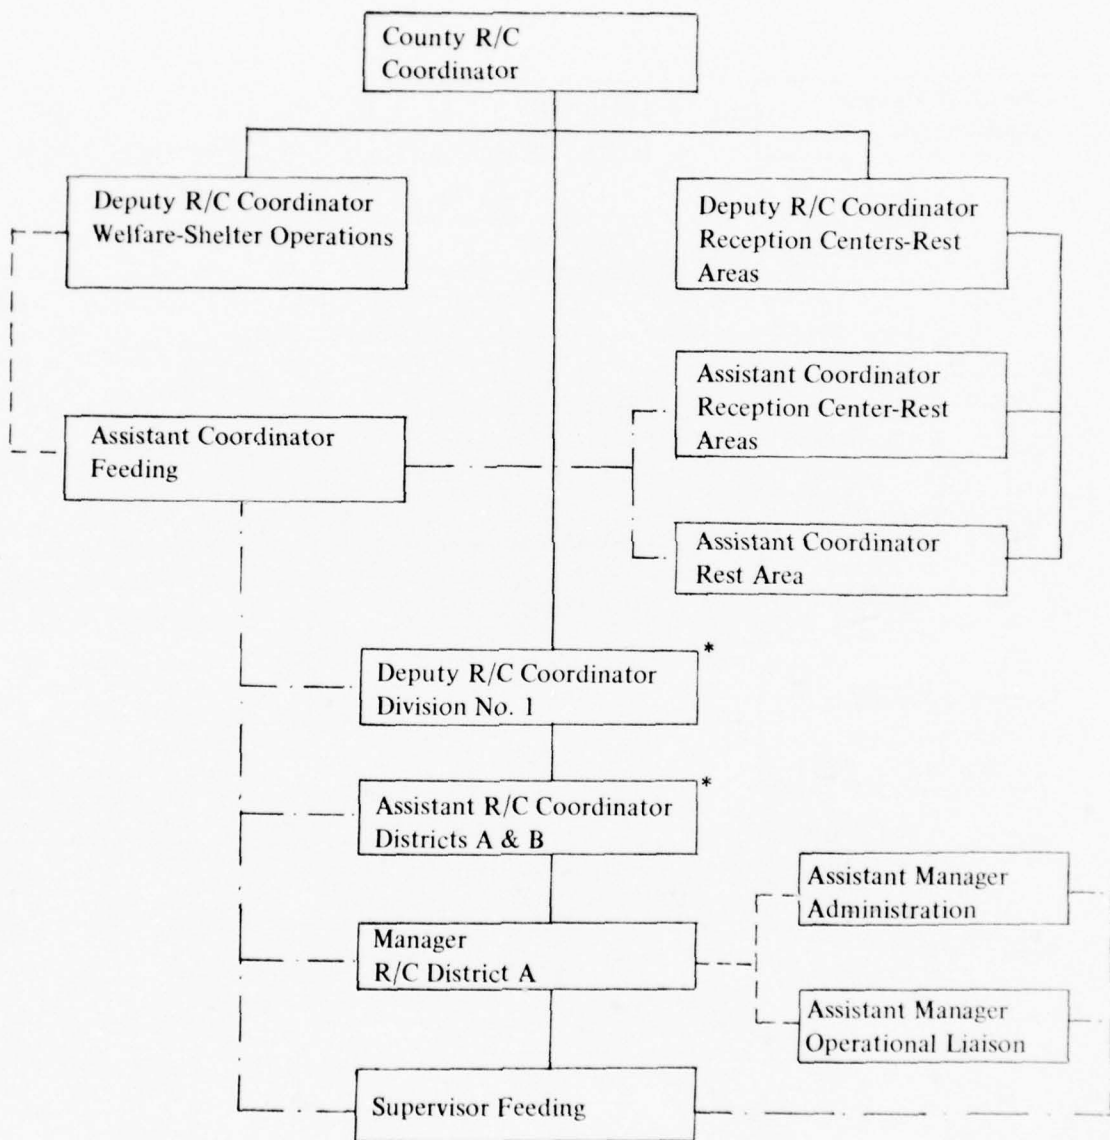 County R/C
Coordinator
Deputy R/C Coordinator
Welfare-Shelter Operations
Deputy R/C Coordinator
Reception Centers-Rest
Areas
Assistant Coordinator
Reception Center-Rest
Areas
Assistant Coordinator
Feeding
Assistant Coordinator
Rest Area
*
Deputy R/C Coordinator
Division No. 1
*
Assistant R/C Coordinator
Districts A & B
Assistant Manager
Administration
Manager
R/C District A
Assistant Manager
Operational Liaison
Supervisor Feeding